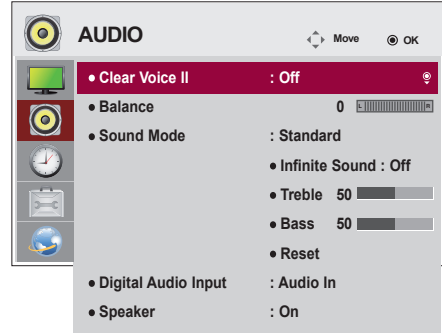 AUDIO Move OK
● Clear Voice II : Off
● Balance 0 L R
● Sound Mode : Standard
● Infinite Sound : Off
● Treble 50
● Bass 50
● Reset
● Digital Audio Input : Audio In
● Speaker : On